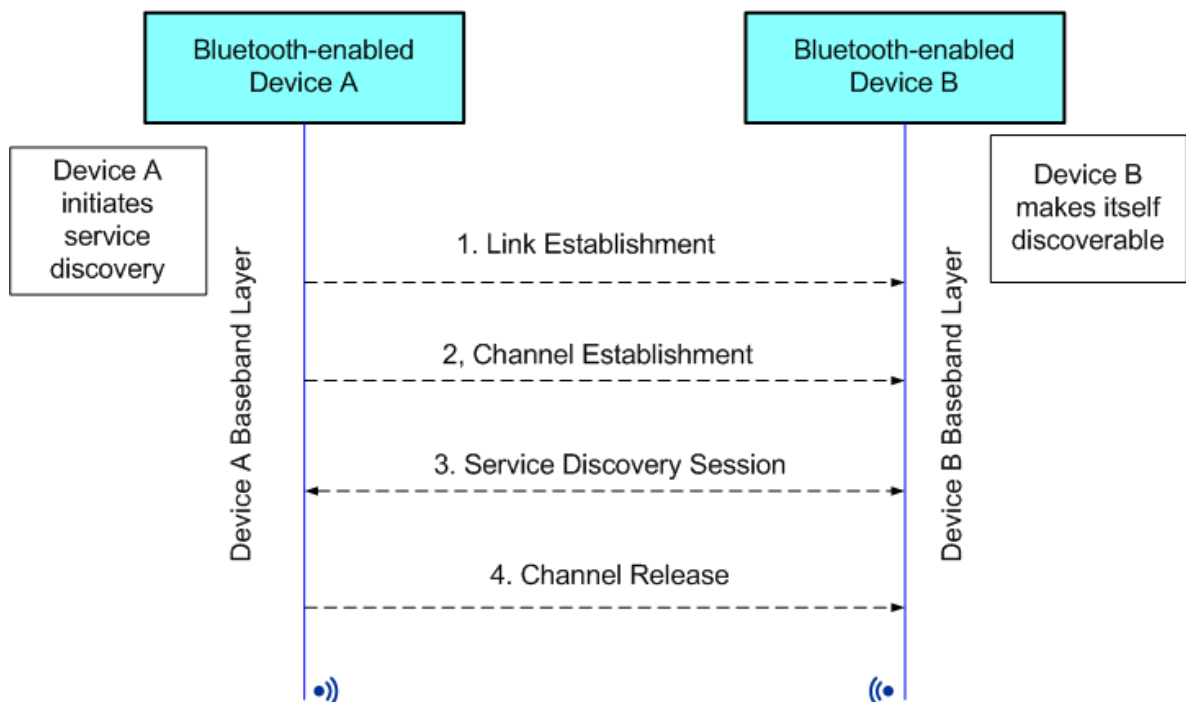 Bluetooth-enabled
Device A
Bluetooth-enabled
Device B
Device A
initiates
service
discovery
Device B
makes itself
discoverable
1. Link Establishment
2, Channel Establishment
3. Service Discovery Session
4. Channel Release
Device A Baseband Layer
Device B Baseband Layer